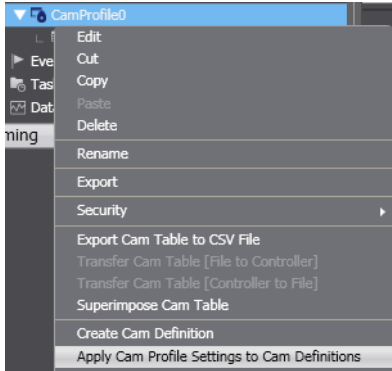 CamProfile0
Edit
Eve
Cut
Tas
Copy
Dat
Paste
Delete
ming
Rename
Export
Security
Export Cam Table to CSV File
Transfer Cam Table [File to Controller]
Transfer Cam Table [Controller to File]
Superimpose Cam Table
Create Cam Definition
Apply Cam Profile Settings to Cam Definitions